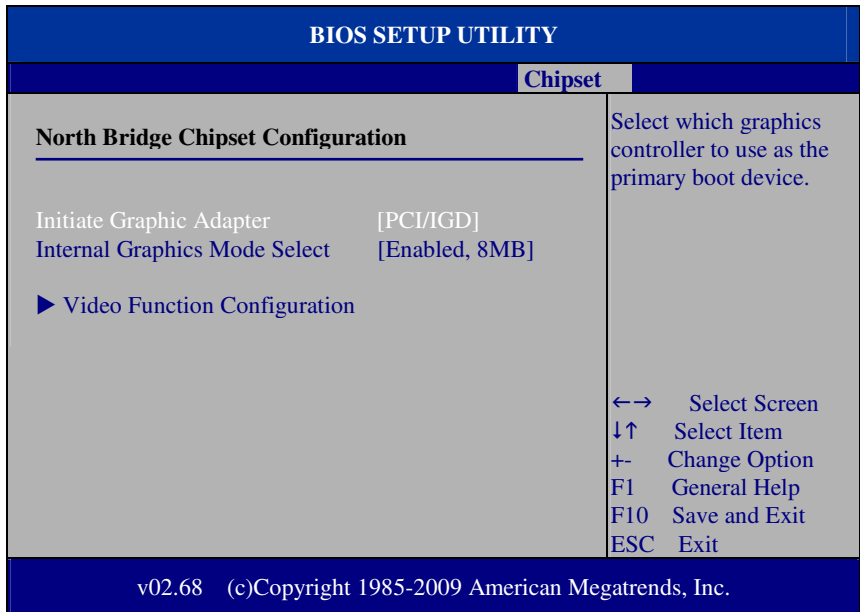 BIOS SETUP UTILITY
Chipset
North Bridge Chipset Configuration
Initiate Graphic Adapter [PCI/IGD]
Internal Graphics Mode Select [Enabled, 8MB]
▶ Video Function Configuration
Select which graphics
controller to use as the
primary boot device.
←→ Select Screen
↓↑ Select Item
+- Change Option
F1 General Help
F10 Save and Exit
ESC Exit
v02.68 (c)Copyright 1985-2009 American Megatrends, Inc.